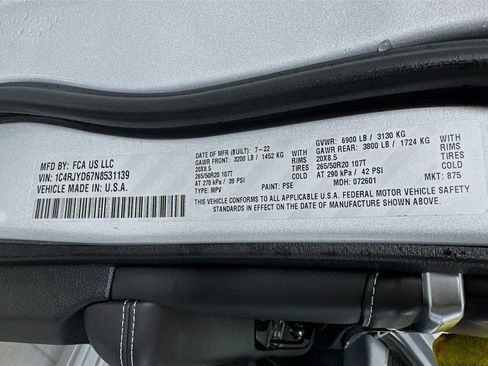 MFD BY: FCA US LLC
VIN: 1C4RJYD67N8531139
VEHICLE MADE IN U.S.A.
DATE OF MFR (BUILT): 7-22
GAWR FRONT: 3200 LB / 1452 KG
20X8.5 RIMS WITH
265/50R20 107T TIRES
AT 270 kPa / 39 PSI COLD
TYPE: MPV PAINT: PSE
GVWR: 6900 LB / 3130 KG
GAWR REAR: 3800 LB / 1724 KG
20X8.5 RIMS WITH
265/50R20 107T TIRES
AT 290 kPa / 42 PSI COLD
MDH: 072601 MKT: 875
THIS VEHICLE CONFORMS TO ALL APPLICABLE U.S.A. FEDERAL MOTOR VEHICLE SAFETY
STANDARDS IN EFFECT ON THE DATE OF MANUFACTURE SHOWN ABOVE.